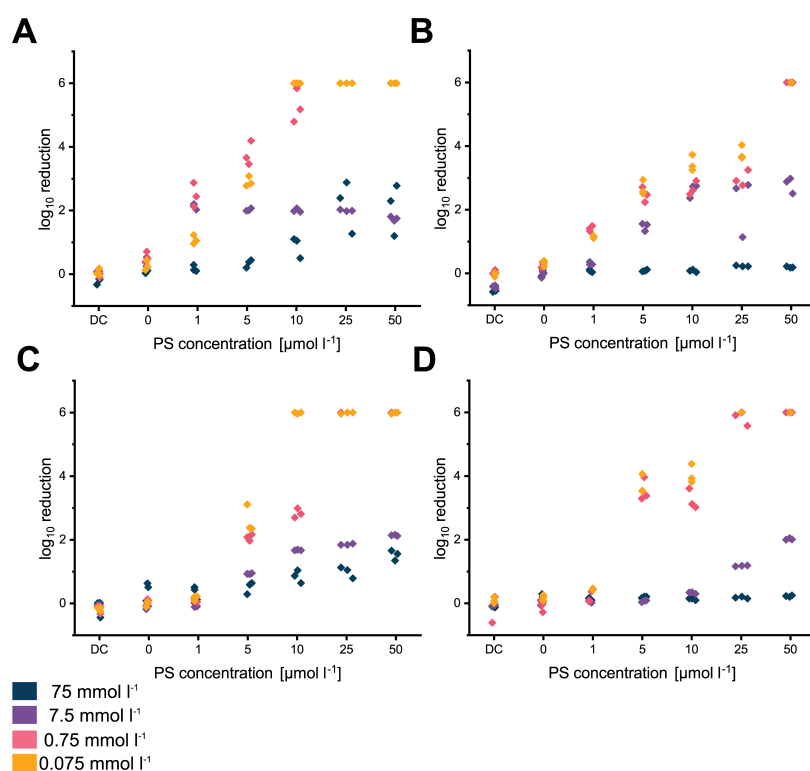 A
B
6
4
2
0
log₁₀ reduction
DC 0 1 5 10 25 50
PS concentration [µmol l⁻¹]
6
4
2
0
log₁₀ reduction
DC 0 1 5 10 25 50
PS concentration [µmol l⁻¹]
C
D
6
4
2
0
log₁₀ reduction
DC 0 1 5 10 25 50
PS concentration [µmol l⁻¹]
6
4
2
0
log₁₀ reduction
DC 0 1 5 10 25 50
PS concentration [µmol l⁻¹]
75 mmol l⁻¹
7.5 mmol l⁻¹
0.75 mmol l⁻¹
0.075 mmol l⁻¹